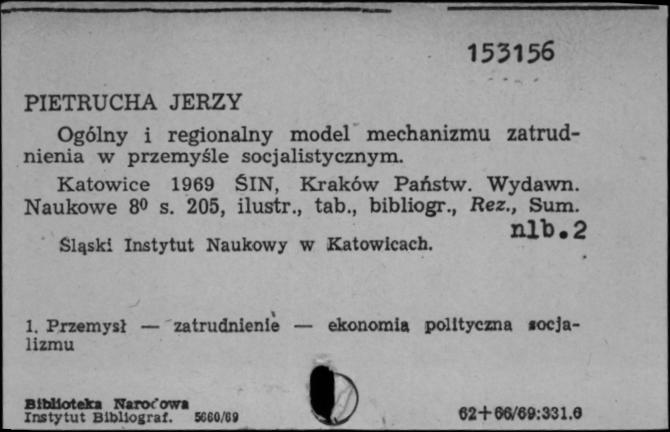 153156
PIETRUCHA JERZY
Ogólny i regionalny model mechanizmu zatrud-
nienia w przemyśle socjalistycznym.
Katowice 1969 ŚIN, Kraków Państw. Wydawn.
Naukowe 8⁰ s. 205, ilustr., tab., bibliogr., Rez., Sum.
nlb.2
Śląski Instytut Naukowy w Katowicach.
1. Przemysł — zatrudnienie — ekonomia polityczna socja-
lizmu
Biblioteka Narodowa
Instytut Bibliograf. 5660/69
62+66/69:331.6